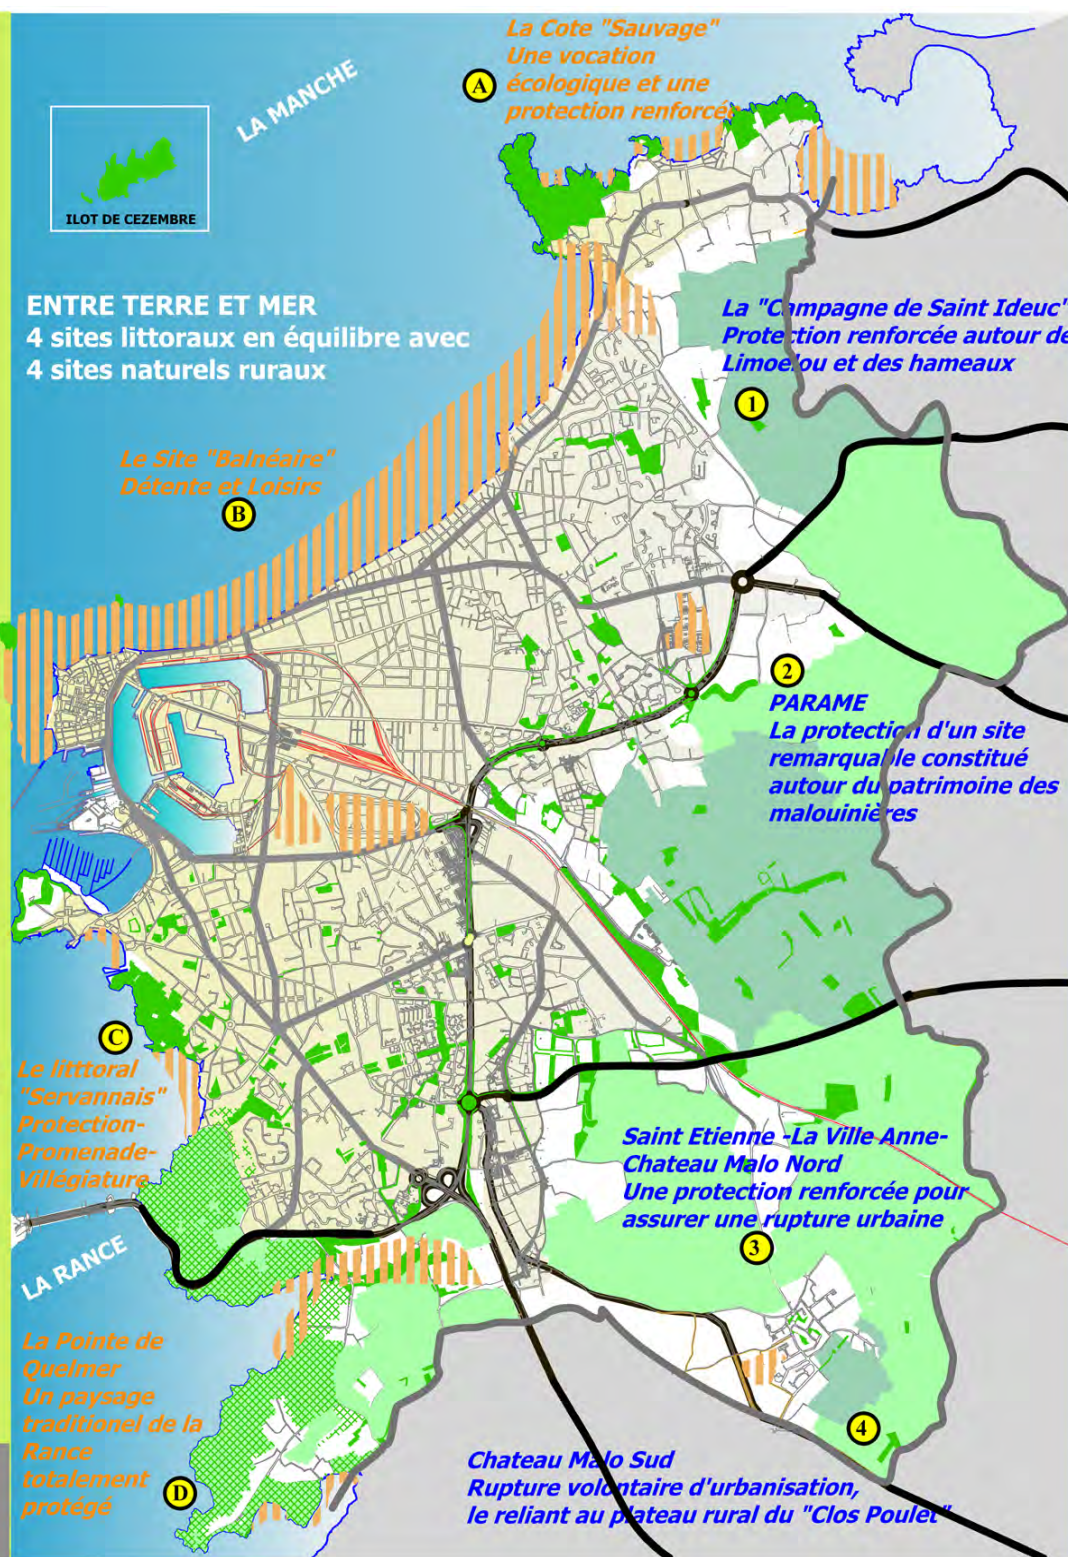 La Cote "Sauvage"
Une vocation
écologique et une
protection renforcée
A
LA MANCHE
ILOT DE CEZEMBRE
ENTRE TERRE ET MER
4 sites littoraux en équilibre avec
4 sites naturels ruraux
La "Campagne de Saint Ideuc"
Protection renforcée autour de
Limoelou et des hameaux
1
Le Site "Balnéaire"
Détente et Loisirs
B
2
PARAME
La protection d'un site
remarquable constitué
autour du patrimoine des
malouinières
C
Le litttoral
"Servannais"
Protection-
Promenade-
Villégiature
Saint Etienne -La Ville Anne-
Chateau Malo Nord
Une protection renforcée pour
assurer une rupture urbaine
3
LA RANCE
La Pointe de
Quelmer
Un paysage
traditionel de la
Rance
totalement
protégé
D
4
Chateau Malo Sud
Rupture volontaire d'urbanisation,
le reliant au plateau rural du "Clos Poulet"